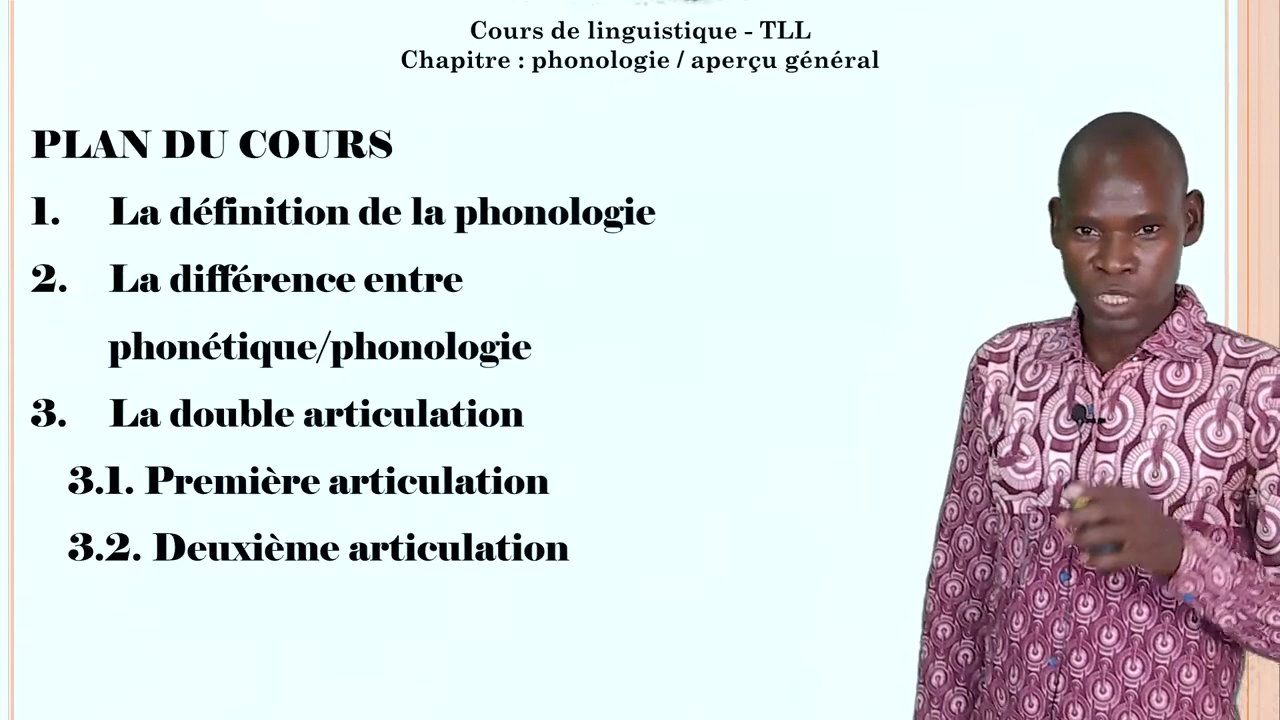 Cours de linguistique - TLL
Chapitre : phonologie / aperçu général
PLAN DU COURS
1. La définition de la phonologie
2. La différence entre
phonétique/phonologie
3. La double articulation
3.1. Première articulation
3.2. Deuxième articulation